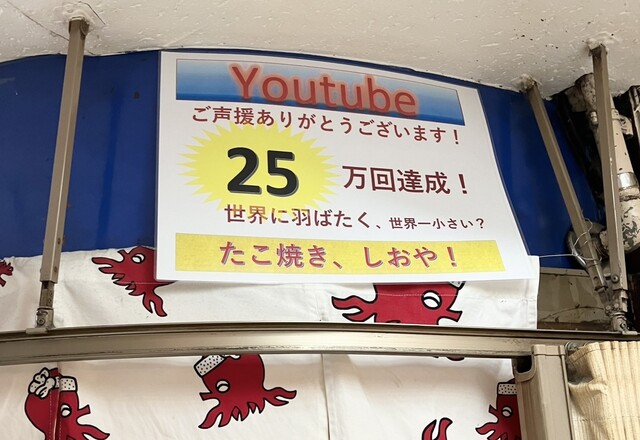 Youtube
ご声援ありがとうございます！
25 万回達成！
世界に羽ばたく、世界一小さい？
たこ焼き、しおや！